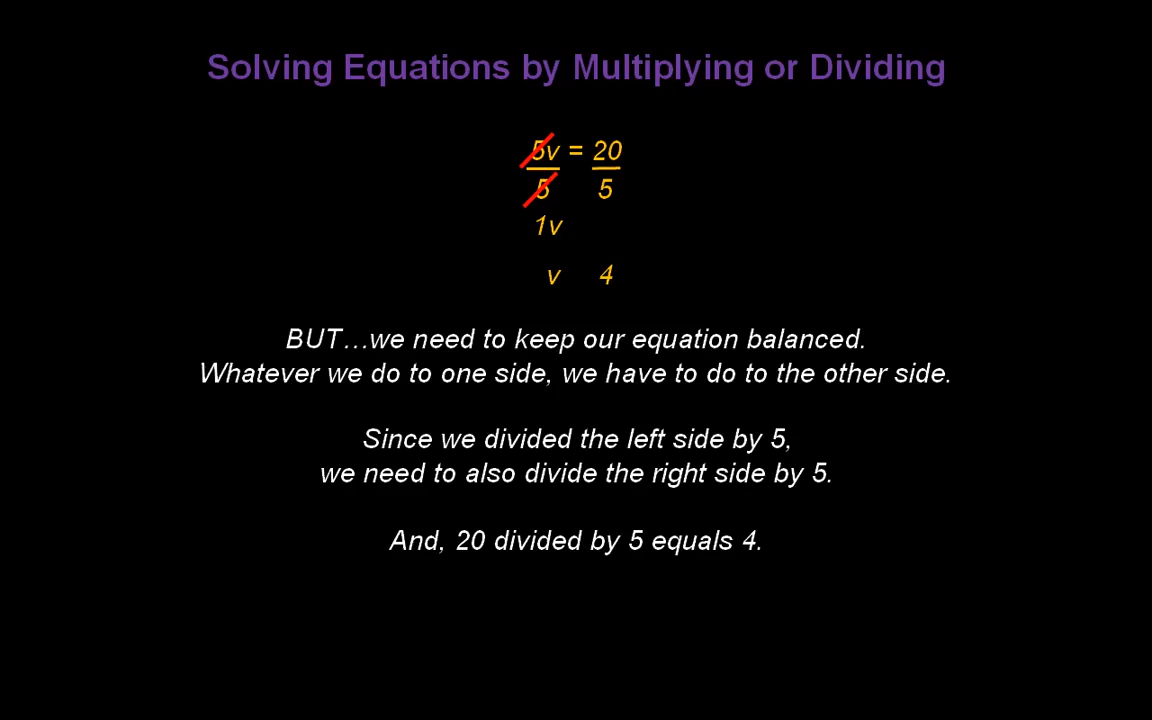 Solving Equations by Multiplying or Dividing
5v = 20
5 5
1v
v 4
BUT…we need to keep our equation balanced.
Whatever we do to one side, we have to do to the other side.
Since we divided the left side by 5,
we need to also divide the right side by 5.
And, 20 divided by 5 equals 4.